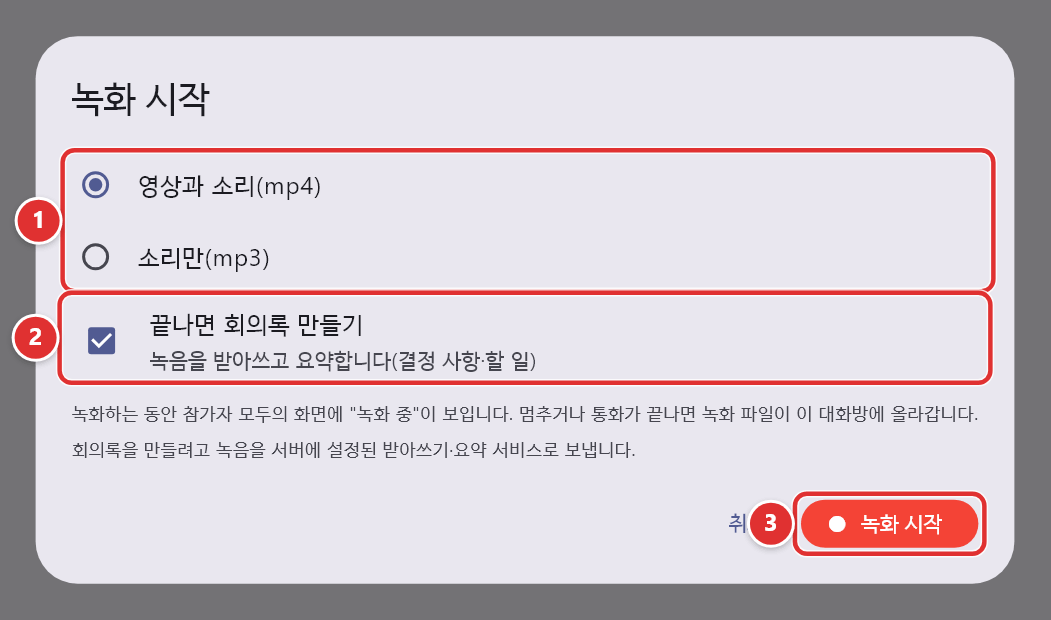 녹화 시작
영상과 소리(mp4)
1
소리만(mp3)
끝나면 회의록 만들기
2
녹음을 받아쓰고 요약합니다(결정 사항·할 일)
녹화하는 동안 참가자 모두의 화면에 "녹화 중"이 보입니다. 멈추거나 통화가 끝나면 녹화 파일이 이 대화방에 올라갑니다.
회의록을 만들려고 녹음을 서버에 설정된 받아쓰기·요약 서비스로 보냅니다.
3 녹화 시작